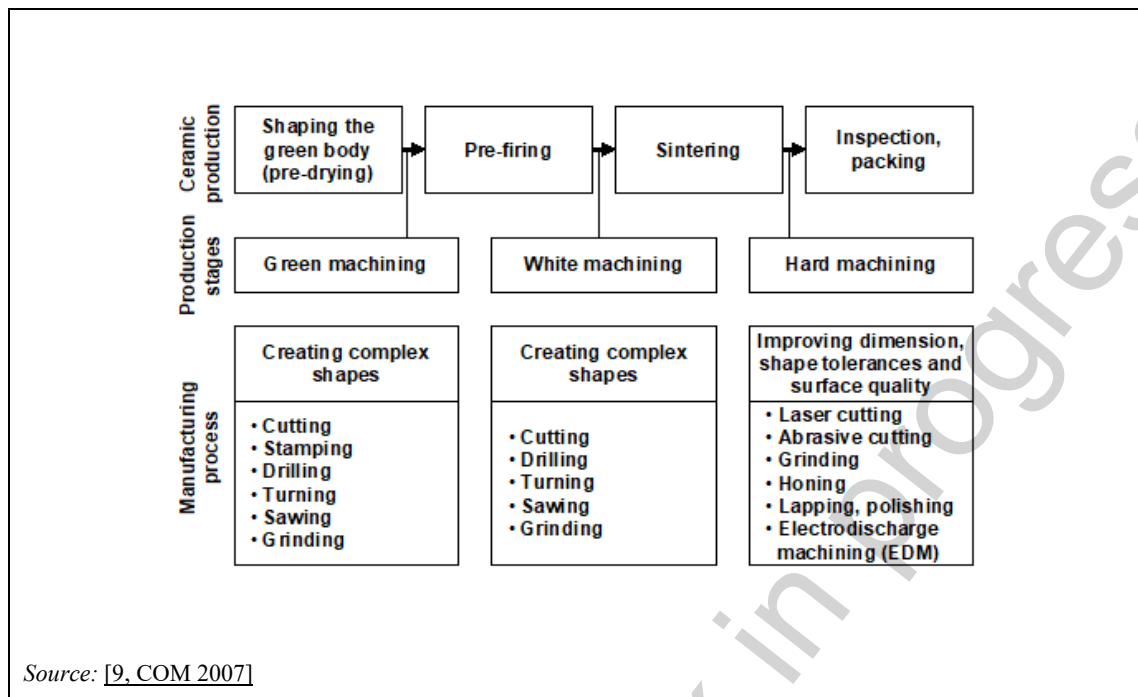 Ceramic
production
Shaping the
green body
(pre-drying)
Pre-firing
Sintering
Inspection,
packing
Production
stages
Green machining
White machining
Hard machining
Manufacturing
process
Creating complex
shapes
• Cutting
• Stamping
• Drilling
• Turning
• Sawing
• Grinding
Creating complex
shapes
• Cutting
• Drilling
• Turning
• Sawing
• Grinding
Improving dimension,
shape tolerances and
surface quality
• Laser cutting
• Abrasive cutting
• Grinding
• Honing
• Lapping, polishing
• Electrodischarge
machining (EDM)
Source: [9, COM 2007]
in progres